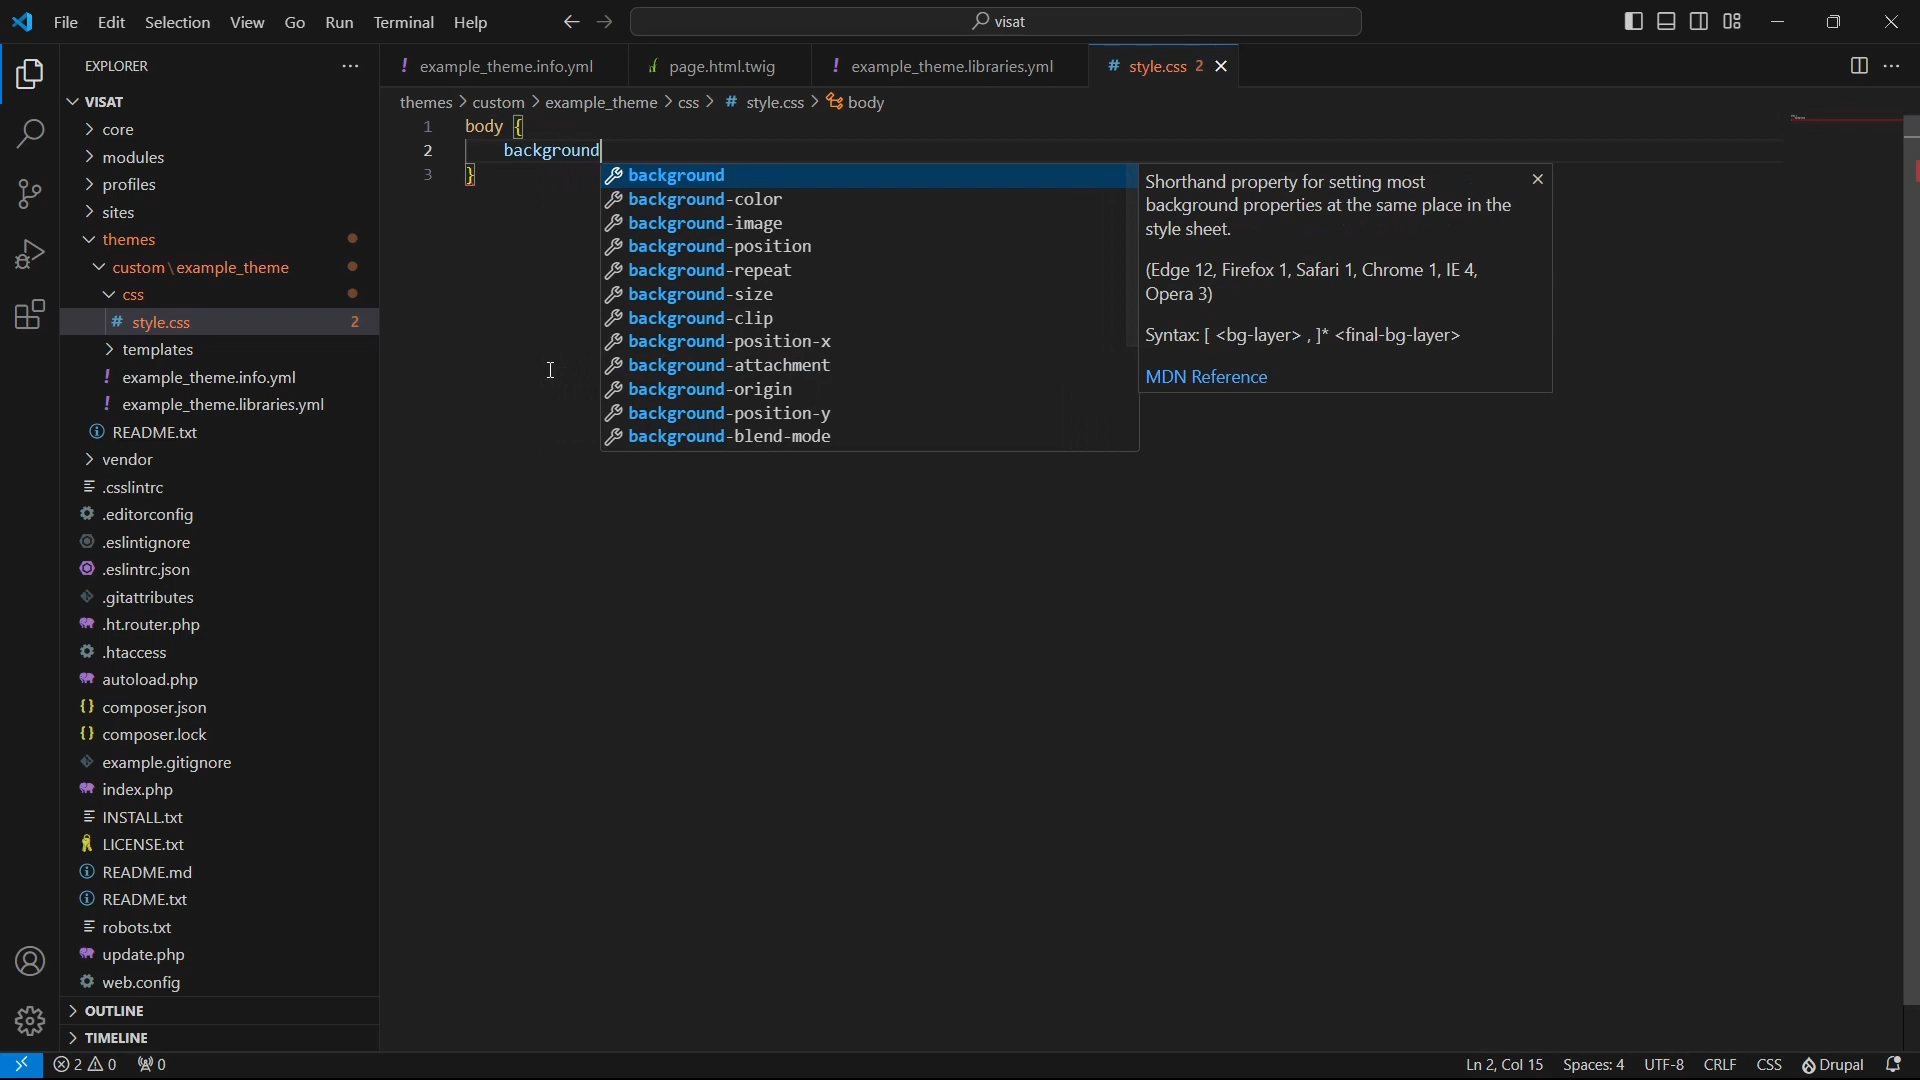 File Edit Selection View Go Run Terminal Help
visat
EXPLORER
example_theme.info.yml
page.html.twig
example_theme.libraries.yml
# style.css 2
themes > custom > example_theme > css > # style.css > body
VISAT
core
modules
profiles
sites
themes
custom\example_theme
css
# style.css 2
templates
! example_theme.info.yml
! example_theme.libraries.yml
README.txt
vendor
.csslintrc
.editorconfig
.eslintignore
.eslintrc.json
.gitattributes
.ht.router.php
.htaccess
autoload.php
{} composer.json
{} composer.lock
example.gitignore
index.php
INSTALL.txt
LICENSE.txt
README.md
README.txt
robots.txt
update.php
web.config
OUTLINE
TIMELINE
1 body {
2 background
3 }
background
background-color
background-image
background-position
background-repeat
background-size
background-clip
background-position-x
background-attachment
background-origin
background-position-y
background-blend-mode
Shorthand property for setting most
background properties at the same place in the
style sheet.
(Edge 12, Firefox 1, Safari 1, Chrome 1, IE 4,
Opera 3)
Syntax: [ <bg-layer> , ]* <final-bg-layer>
MDN Reference
2 0 0
Ln 2, Col 15 Spaces: 4 UTF-8 CRLF CSS Drupal